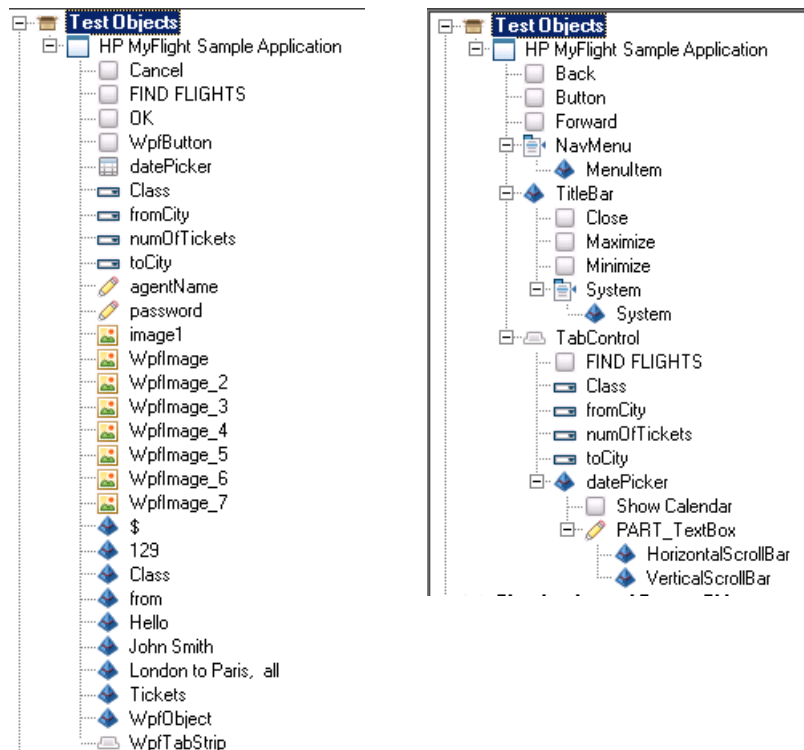 Test Objects
HP MyFlight Sample Application
Cancel
FIND FLIGHTS
OK
WpfButton
datePicker
Class
fromCity
numOfTickets
toCity
agentName
password
image1
WpfImage
WpfImage_2
WpfImage_3
WpfImage_4
WpfImage_5
WpfImage_6
WpfImage_7
$
129
Class
from
Hello
John Smith
London to Paris, all
Tickets
WpfObject
WpfTabStrip
Test Objects
HP MyFlight Sample Application
Back
Button
Forward
NavMenu
MenuItem
TitleBar
Close
Maximize
Minimize
System
System
TabControl
FIND FLIGHTS
Class
fromCity
numOfTickets
toCity
datePicker
Show Calendar
PART_TextBox
HorizontalScrollBar
VerticalScrollBar